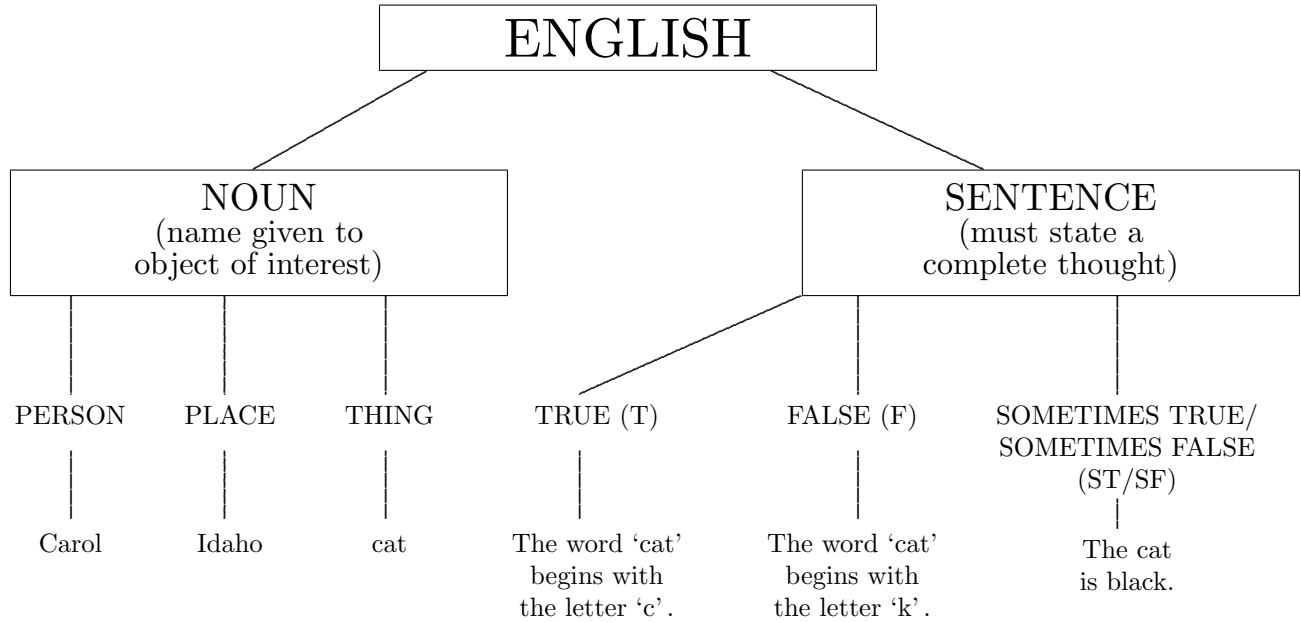 ENGLISH
NOUN
(name given to
object of interest)
SENTENCE
(must state a
complete thought)
PERSON
PLACE
THING
TRUE (T)
FALSE (F)
SOMETIMES TRUE/
SOMETIMES FALSE
(ST/SF)
Carol
Idaho
cat
The word ‘cat’
begins with
the letter ‘c’.
The word ‘cat’
begins with
the letter ‘k’.
The cat
is black.